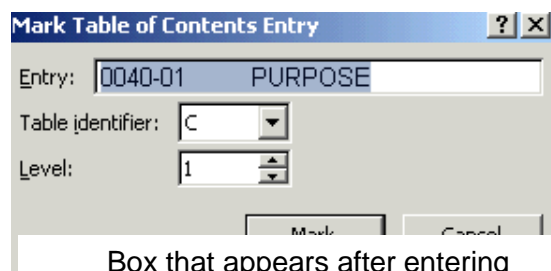 Mark Table of Contents Entry
Entry: 0040-01 PURPOSE
Table identifier: C
Level: 1
Mark Cancel
Box that appears after entering